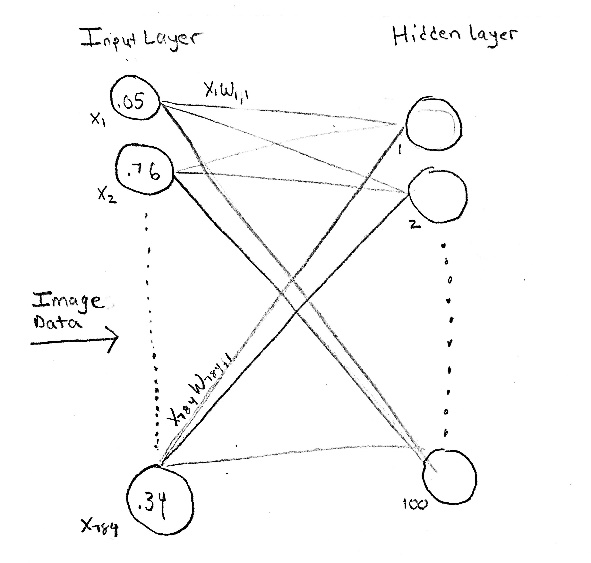 Input Layer
Hidden layer
.05
X₁W₁,₁
X₁
1
.76
X₂
2
Image
Data
X₇₈₄W₇₈₄,₁
.34
X₇₈₄
100